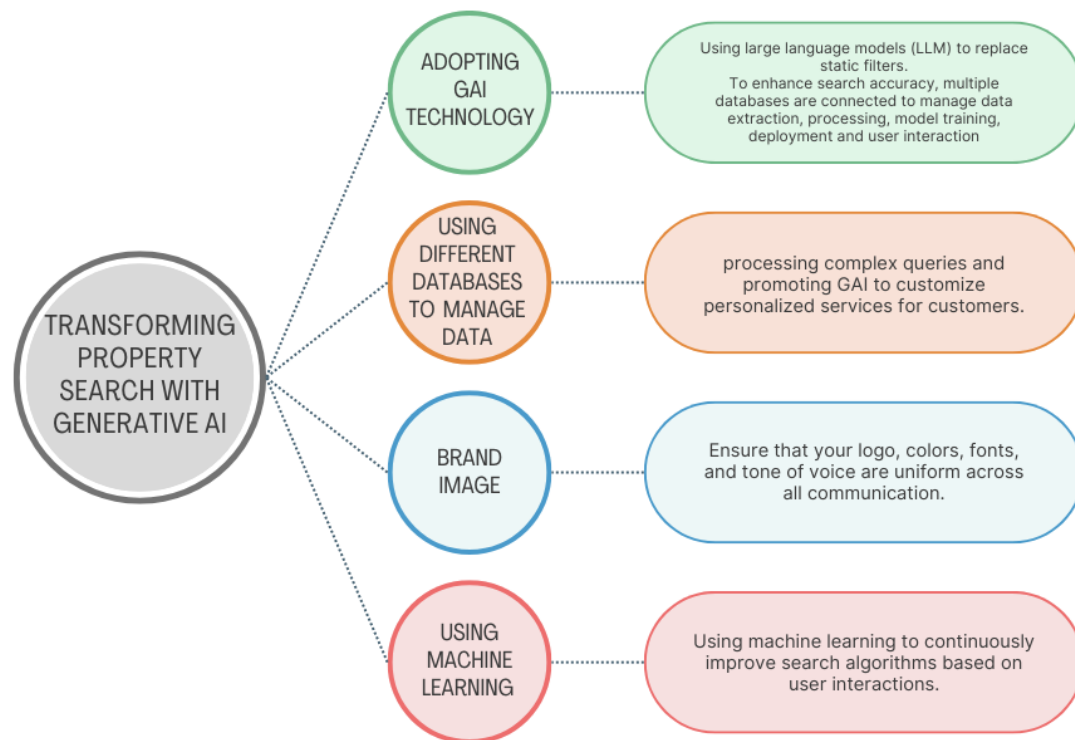 TRANSFORMING
PROPERTY
SEARCH WITH
GENERATIVE AI
ADOPTING
GAI
TECHNOLOGY
Using large language models (LLM) to replace
static filters.
To enhance search accuracy, multiple
databases are connected to manage data
extraction, processing, model training,
deployment and user interaction
USING
DIFFERENT
DATABASES
TO MANAGE
DATA
processing complex queries and
promoting GAI to customize
personalized services for customers.
BRAND
IMAGE
Ensure that your logo, colors, fonts,
and tone of voice are uniform across
all communication.
USING
MACHINE
LEARNING
Using machine learning to continuously
improve search algorithms based on
user interactions.